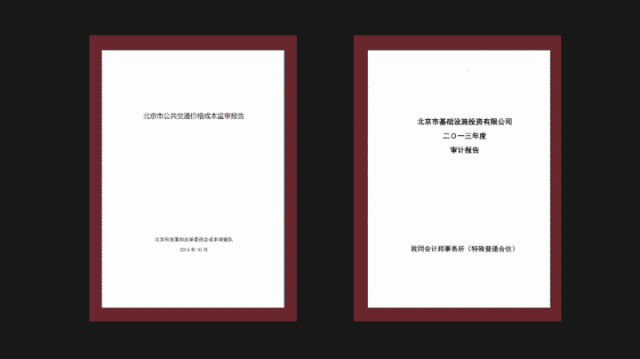 北京市公共交通价格成本监审报告
北京市发展和改革委员会成本调查队
2014 年 10 月
北京市基础设施投资有限公司
二〇一三年度
审计报告
致同会计师事务所（特殊普通合伙）